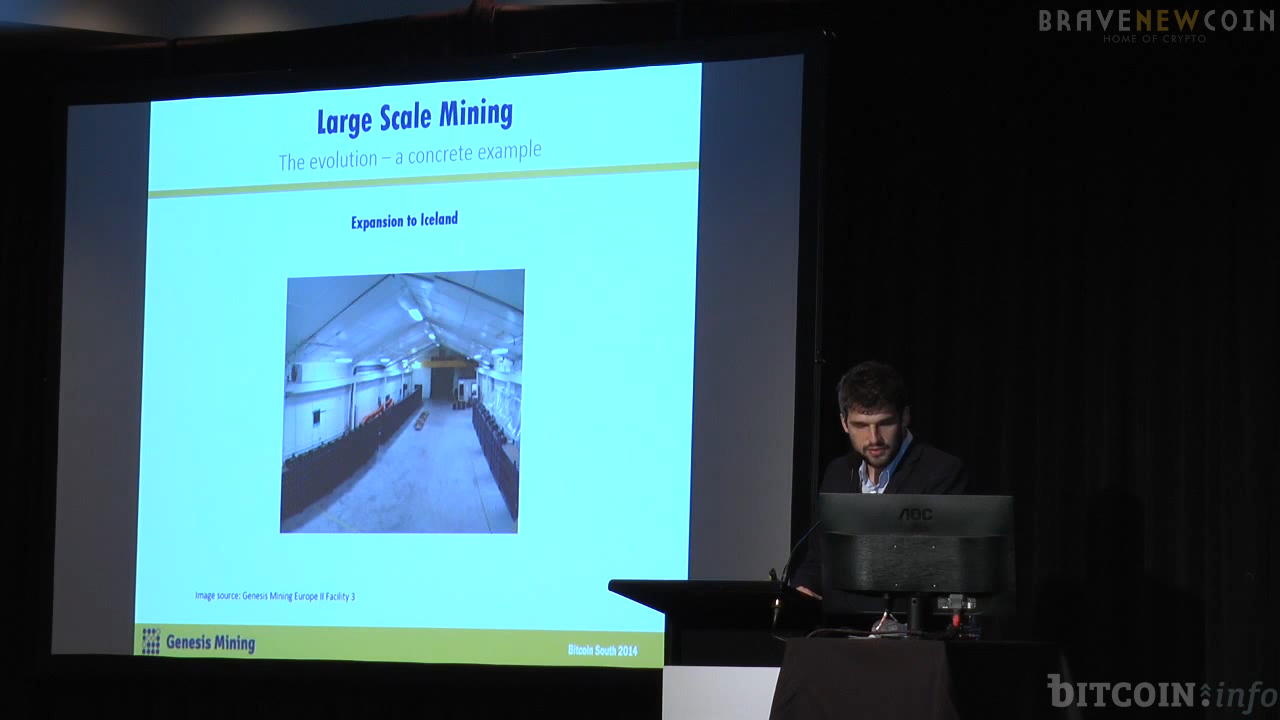 BRAVENEWCOIN
HOME OF CRYPTO
Large Scale Mining
The evolution – a concrete example
Expansion to Iceland
Image source: Genesis Mining Europe II Facility 3
Genesis Mining
Bitcoin South 2014
AOC
BITCOIN info